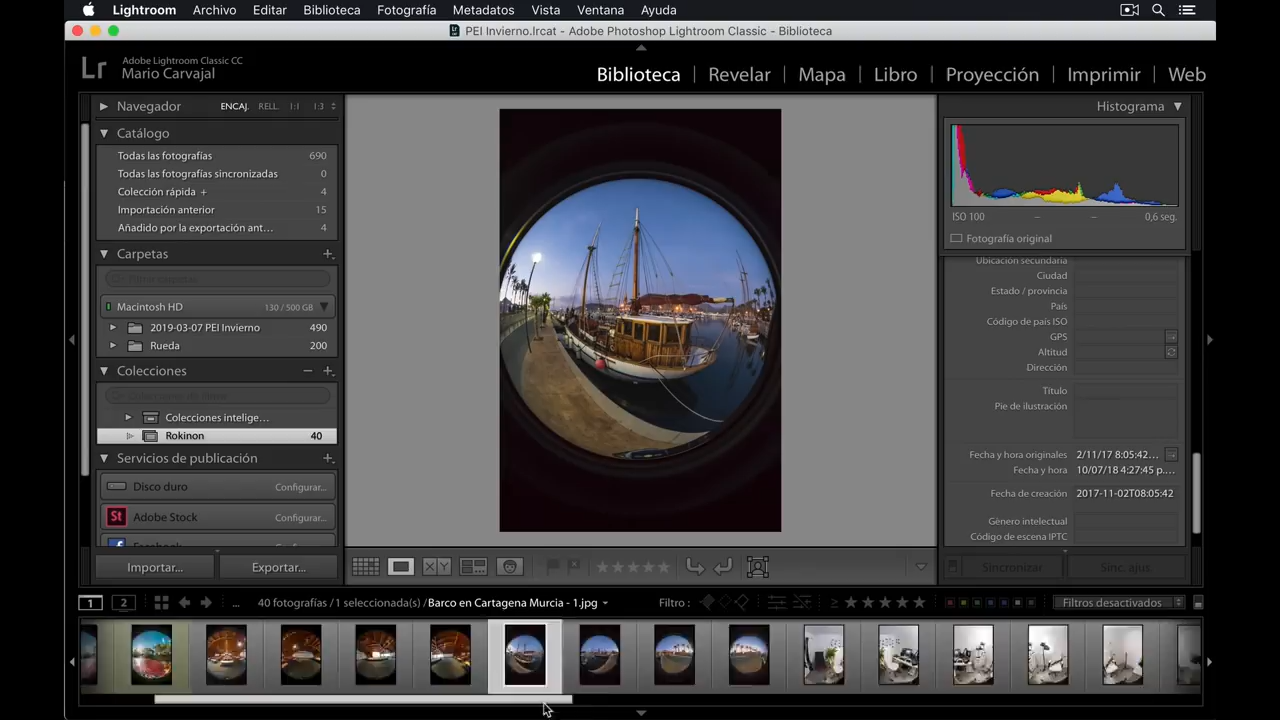 Lightroom Archivo Editar Biblioteca Fotografía Metadatos Vista Ventana Ayuda
PEI Invierno.lrcat - Adobe Photoshop Lightroom Classic - Biblioteca
Lr
Adobe Lightroom Classic CC
Mario Carvajal
Biblioteca | Revelar | Mapa | Libro | Proyección | Imprimir | Web
Navegador ENCAJ. RELL. 1:1 1:3
Histograma
Catálogo
Todas las fotografías 690
Todas las fotografías sincronizadas 0
Colección rápida + 4
Importación anterior 15
Añadido por la exportación ant... 4
ISO 100 – – 0,6 seg.
Fotografía original
Carpetas
Macintosh HD 130 / 500 GB
2019-03-07 PEI Invierno 490
Rueda 200
Colecciones
Colecciones intelige...
Rokinon 40
Servicios de publicación
Disco duro Configurar...
St Adobe Stock Configurar...
Importar... Exportar...
Ubicación secundaria
Ciudad
Estado / provincia
País
Código de país ISO
GPS
Altitud
Dirección
Título
Pie de ilustración
Fecha y hora originales 2/11/17 8:05:42...
Fecha y hora 10/07/18 4:27:45 p....
Fecha de creación 2017-11-02T08:05:42
Género intelectual
Código de escena IPTC
Sincronizar Sinc. ajus.
1 2 ... 40 fotografías /1 seleccionada(s) /Barco en Cartagena Murcia - 1.jpg Filtro : Filtros desactivados